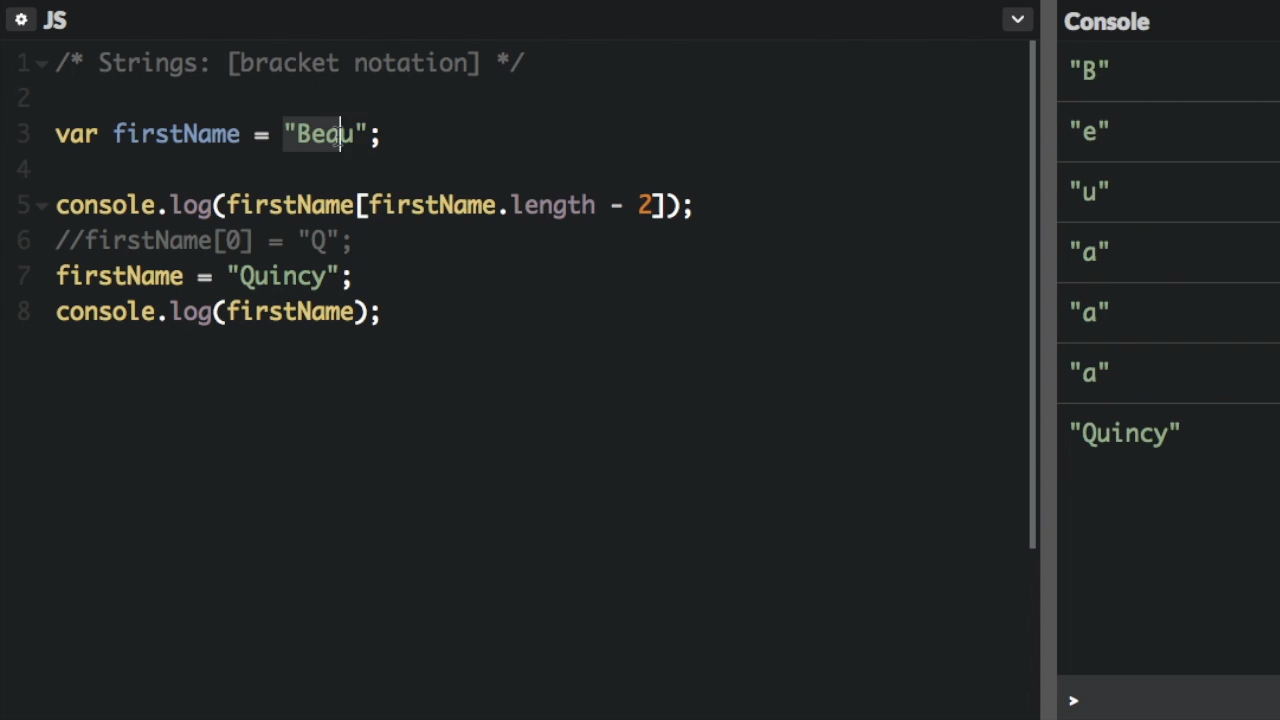 JS
1 /* Strings: [bracket notation] */
2
3 var firstName = "Beau";
4
5 console.log(firstName[firstName.length - 2]);
6 //firstName[0] = "Q";
7 firstName = "Quincy";
8 console.log(firstName);
Console
"B"
"e"
"u"
"a"
"a"
"a"
"Quincy"
>